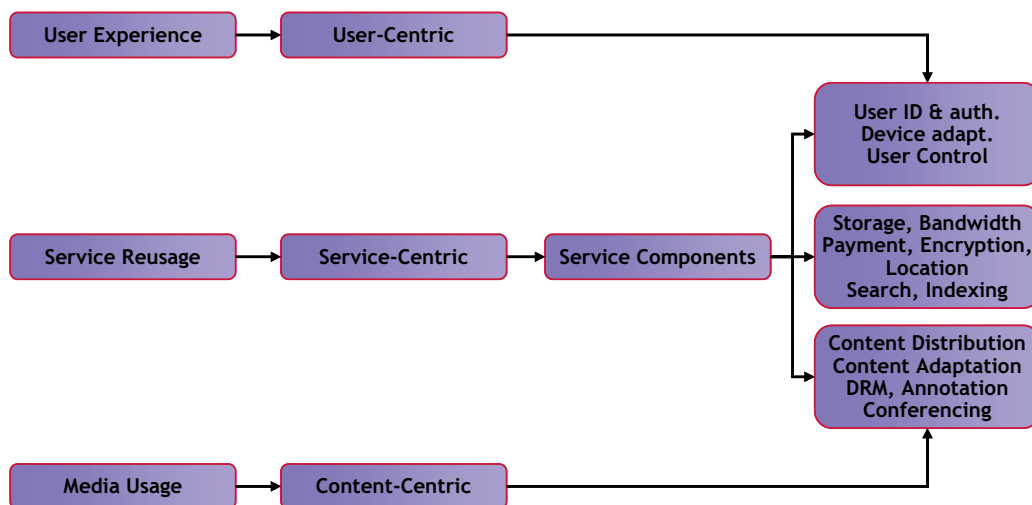 User Experience
User-Centric
User ID & auth.
Device adapt.
User Control
Service Reusage
Service-Centric
Service Components
Storage, Bandwidth
Payment, Encryption,
Location
Search, Indexing
Content Distribution
Content Adaptation
DRM, Annotation
Conferencing
Media Usage
Content-Centric